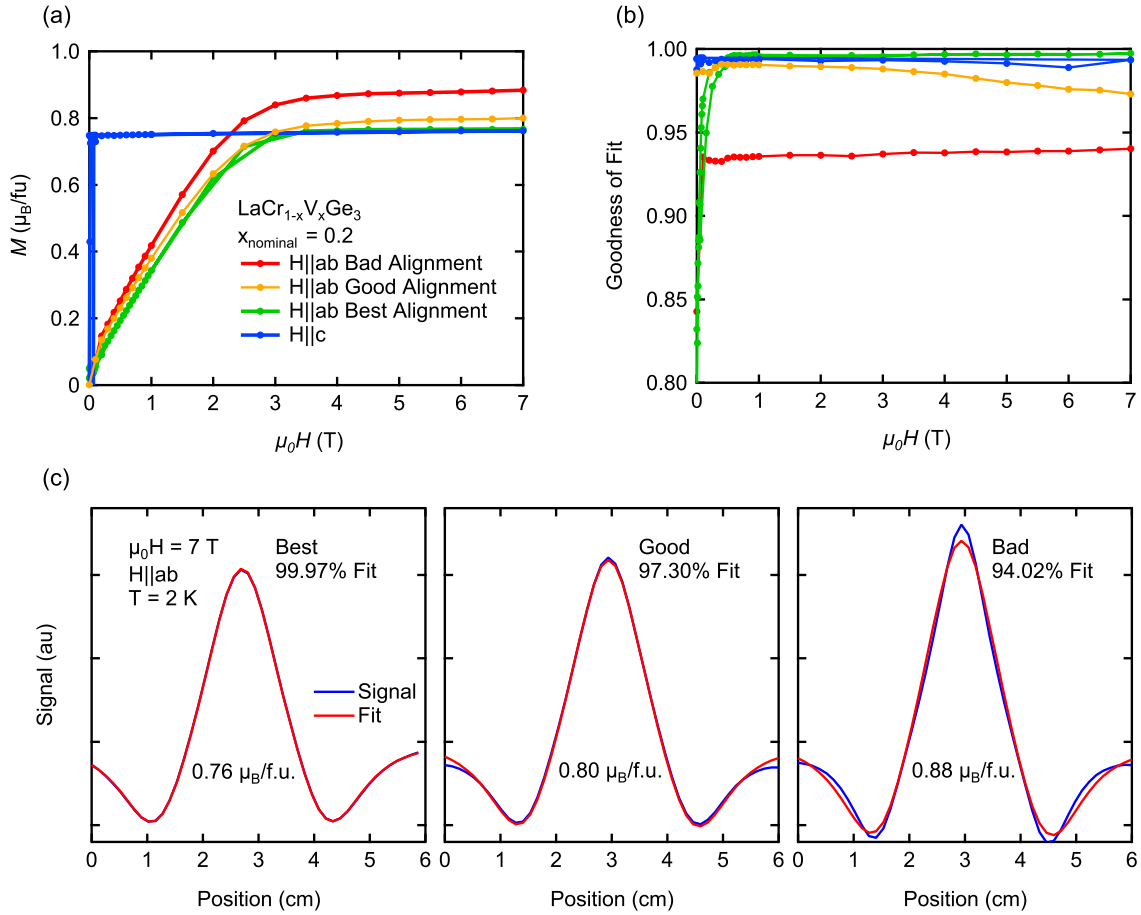 (a)
1.0
0.8
0.6
0.4
0.2
0
M (μB/fu)
LaCr1-xVxGe3
xnominal = 0.2
H||ab Bad Alignment
H||ab Good Alignment
H||ab Best Alignment
H||c
0 1 2 3 4 5 6 7
μ0H (T)
(b)
1.00
0.95
0.90
0.85
0.80
Goodness of Fit
0 1 2 3 4 5 6 7
μ0H (T)
(c)
Signal (au)
μ0H = 7 T
H||ab
T = 2 K
Best
99.97% Fit
Signal
Fit
0.76 μB/f.u.
0 1 2 3 4 5 6
Position (cm)
Good
97.30% Fit
0.80 μB/f.u.
0 1 2 3 4 5 6
Position (cm)
Bad
94.02% Fit
0.88 μB/f.u.
0 1 2 3 4 5 6
Position (cm)